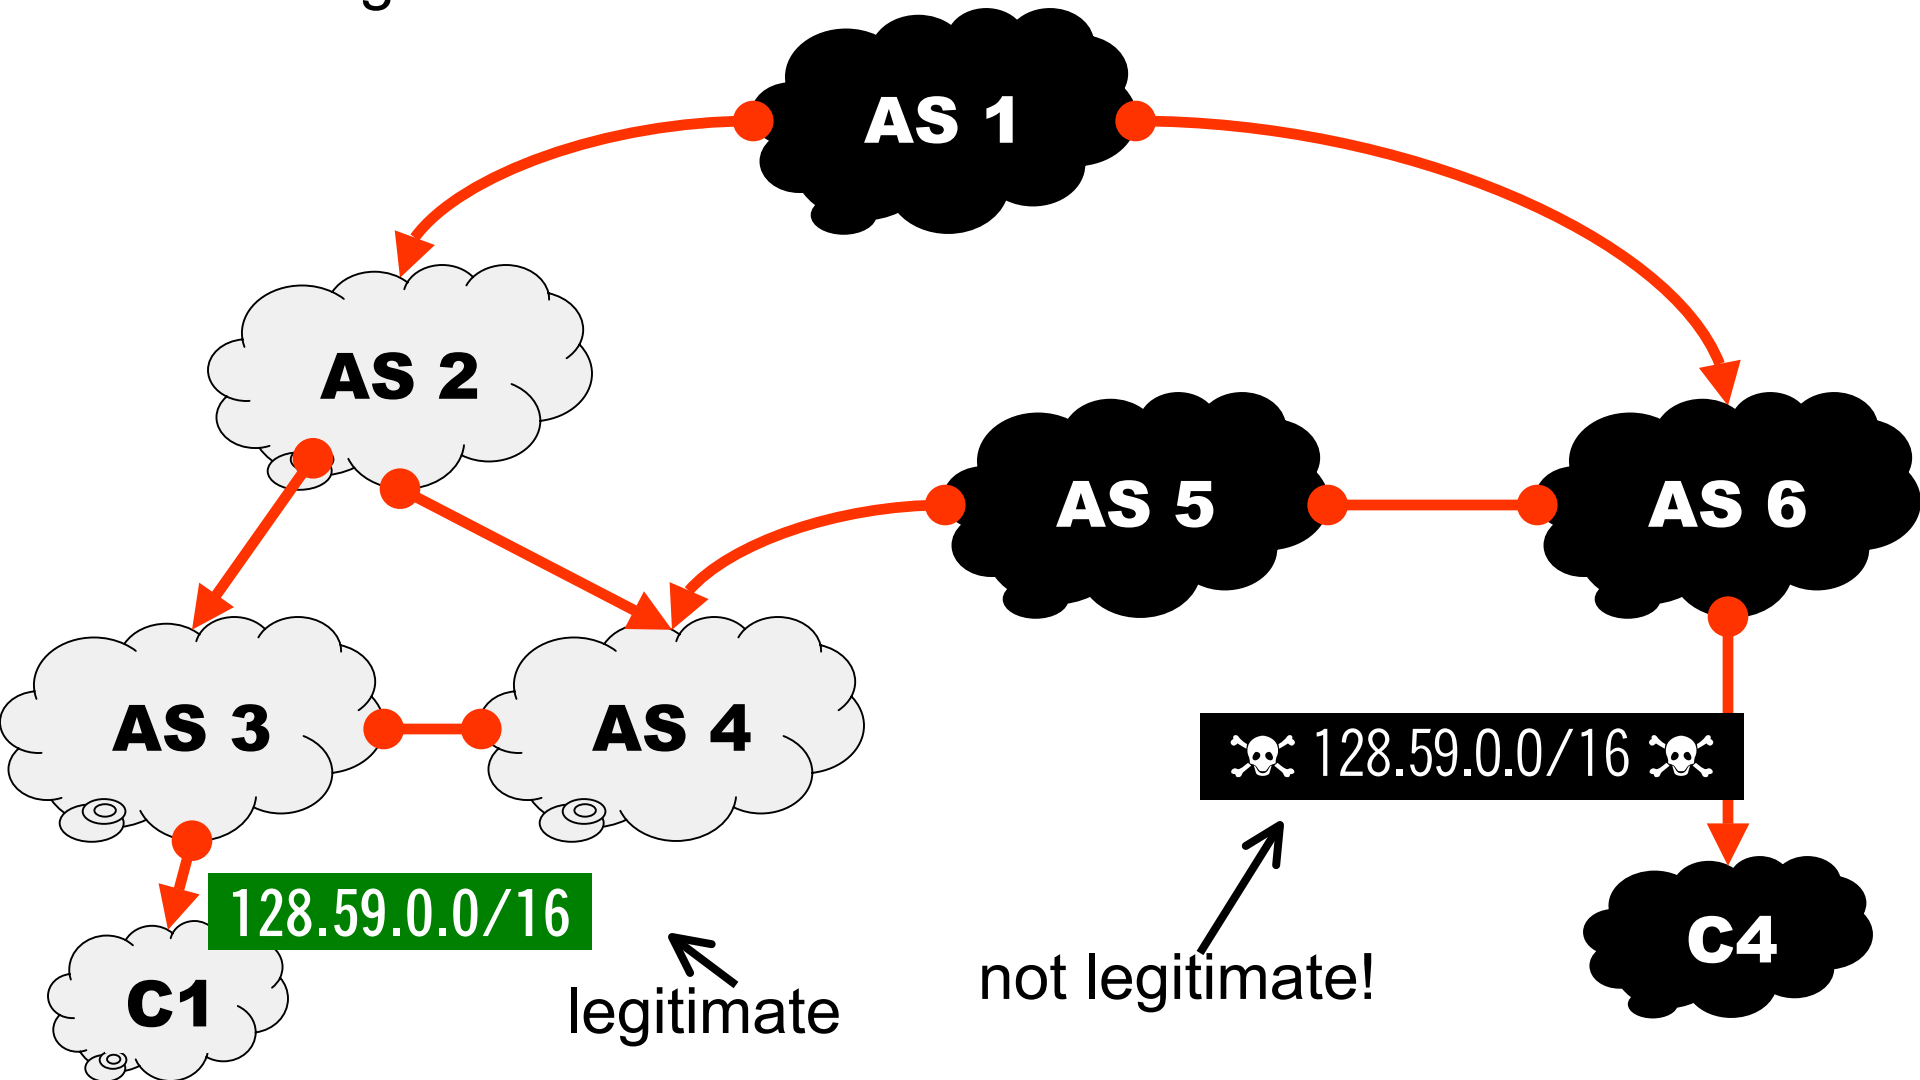 AS 1
AS 2
AS 5
AS 6
AS 3
AS 4
☠ 128.59.0.0/16 ☠
128.59.0.0/16
C4
not legitimate!
C1
legitimate